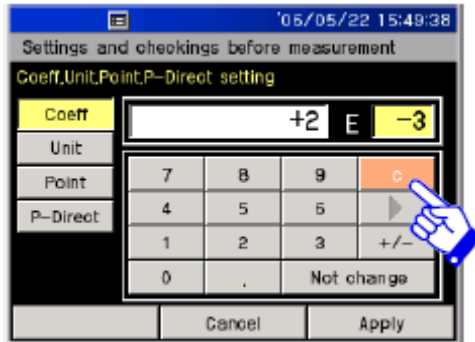 '06/05/22 15:49:38
Settings and checkings before measurement
Coeff,Unit,Point,P-Direct setting
Coeff
+2 E -3
Unit
7 8 9 C
Point
4 5 6
P-Direct
1 2 3 +/-
0 . Not change
Cancel Apply